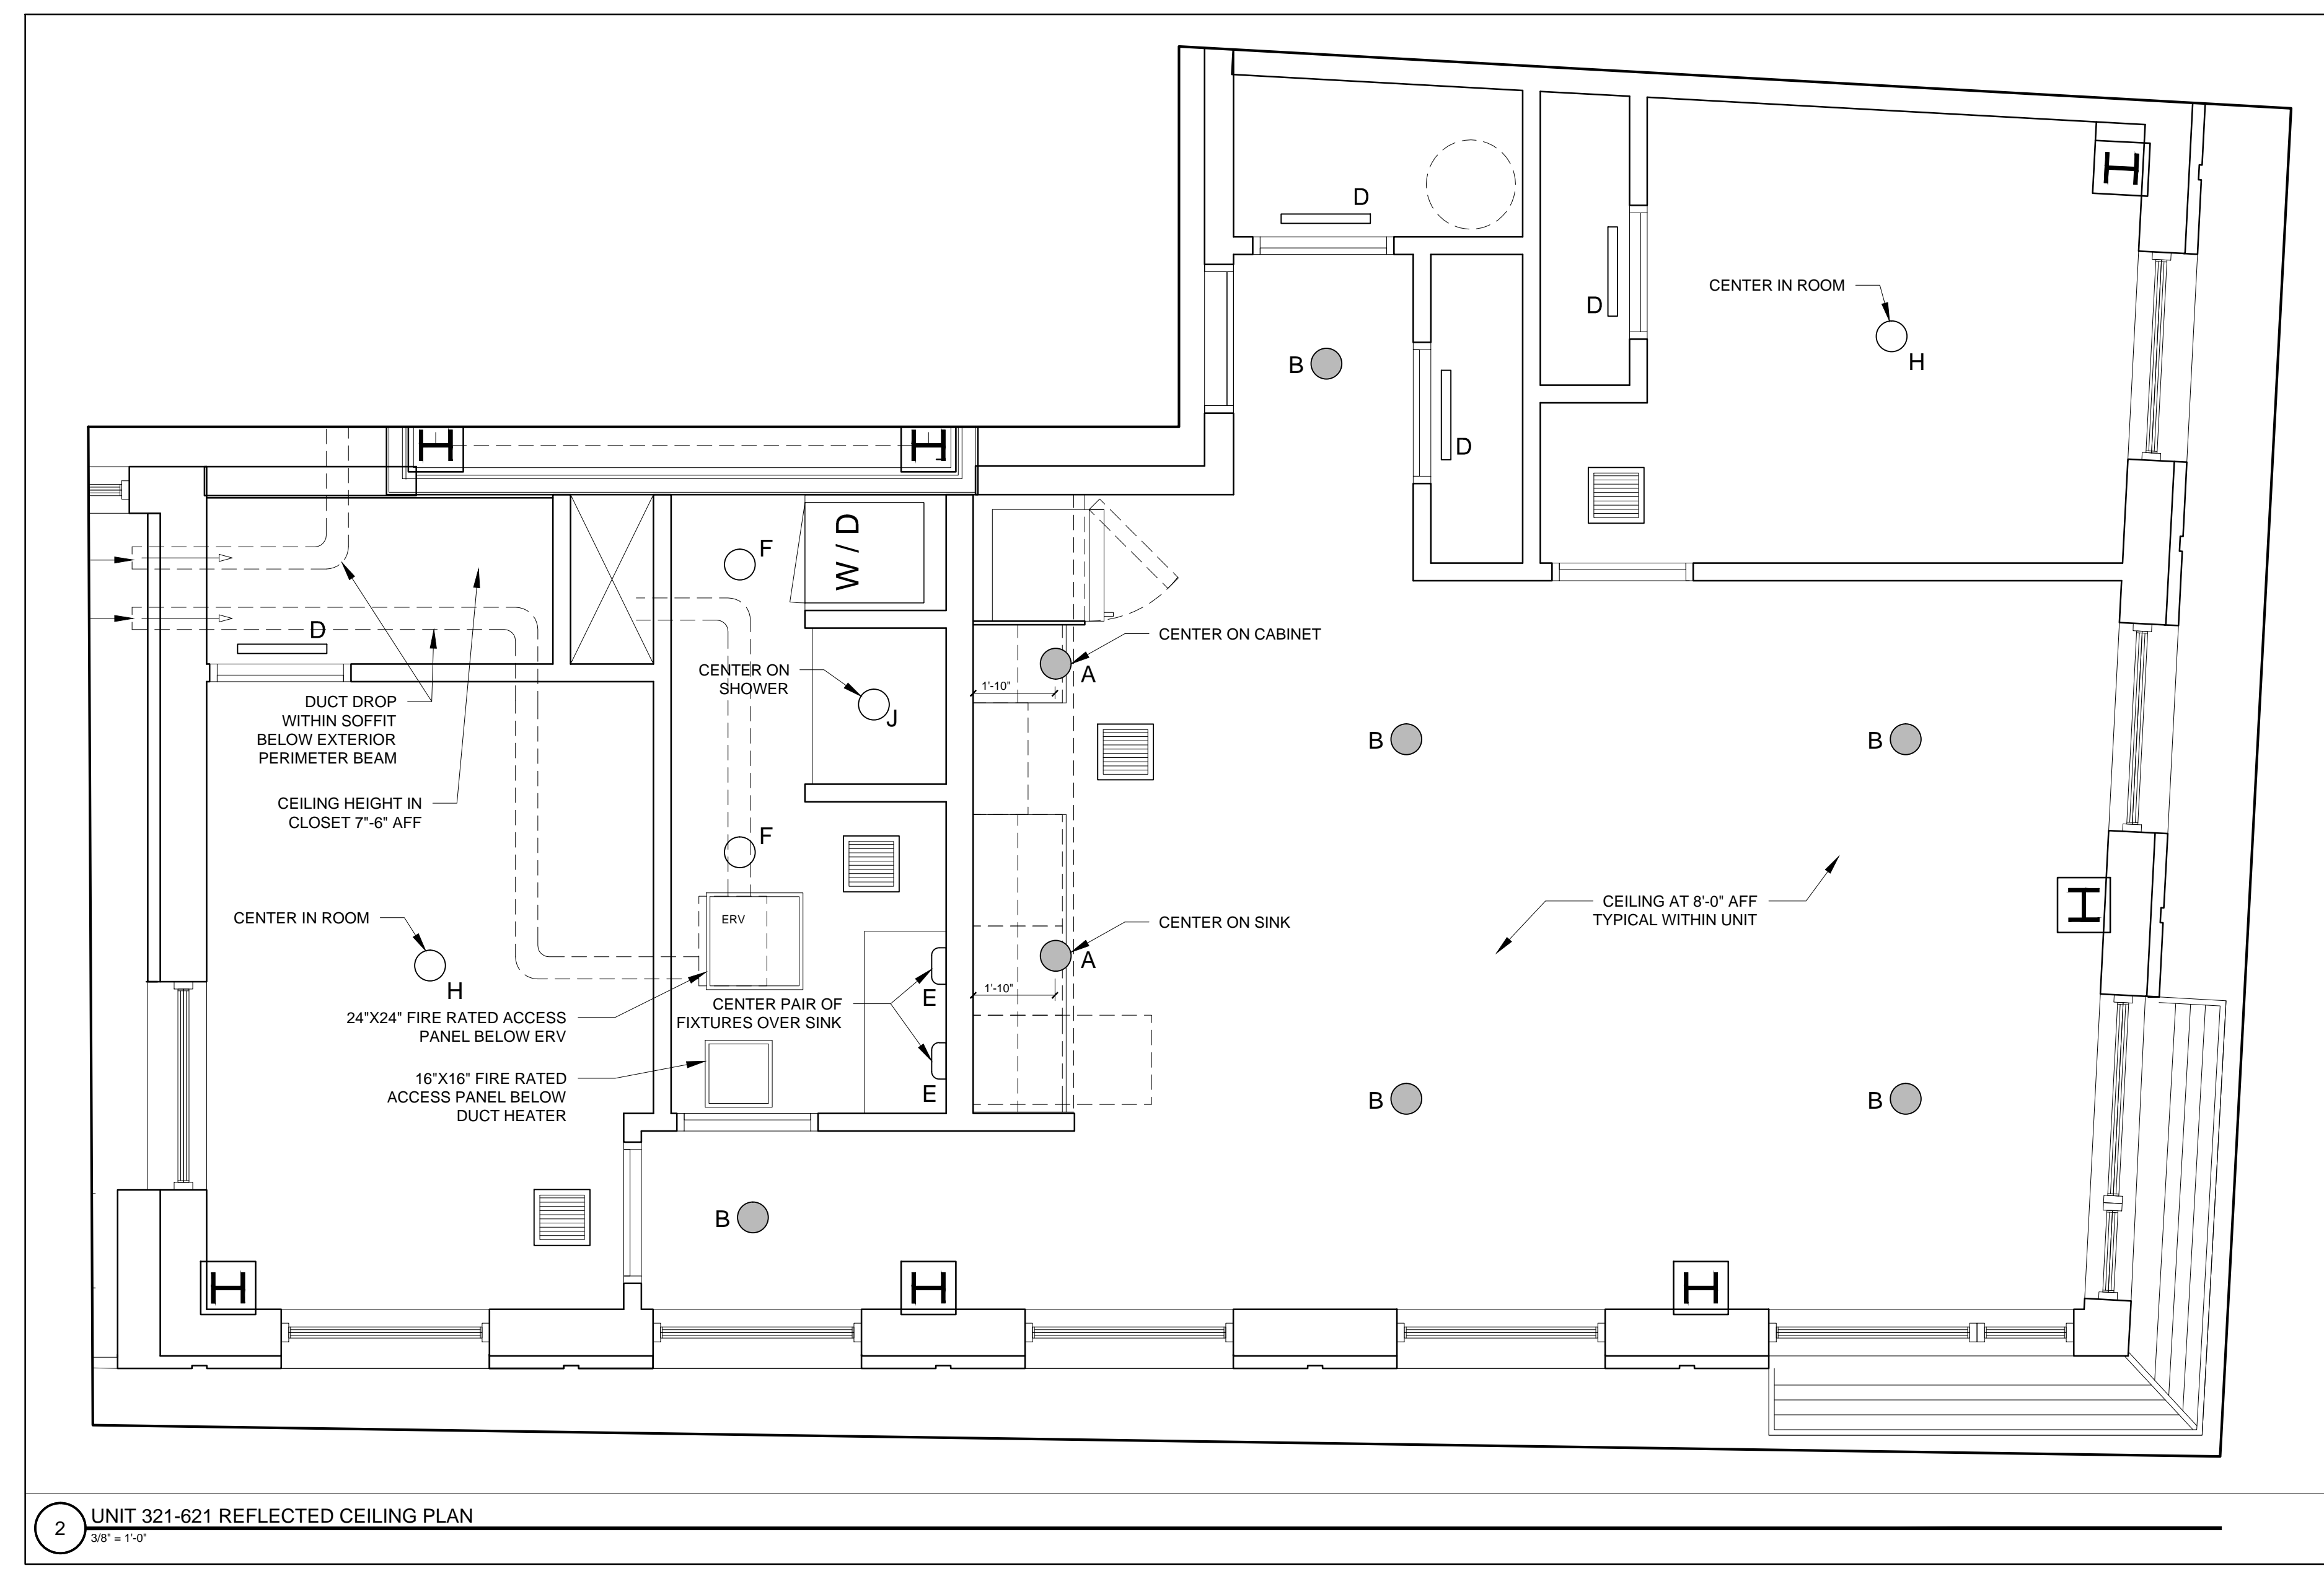 D
CENTER IN ROOM
D
H
B
D
F
W / D
D
CENTER ON CABINET
CENTER ON
SHOWER
A
1'-10"
J
DUCT DROP
WITHIN SOFFIT
BELOW EXTERIOR
PERIMETER BEAM
B
B
CEILING HEIGHT IN
CLOSET 7"-6" AFF
F
CENTER IN ROOM
ERV
CENTER ON SINK
CEILING AT 8'-0" AFF
TYPICAL WITHIN UNIT
A
H
E
1'-10"
CENTER PAIR OF
FIXTURES OVER SINK
24"X24" FIRE RATED ACCESS
PANEL BELOW ERV
16"X16" FIRE RATED
ACCESS PANEL BELOW
DUCT HEATER
E
B
B
B
2
UNIT 321-621 REFLECTED CEILING PLAN
3/8" = 1'-0"